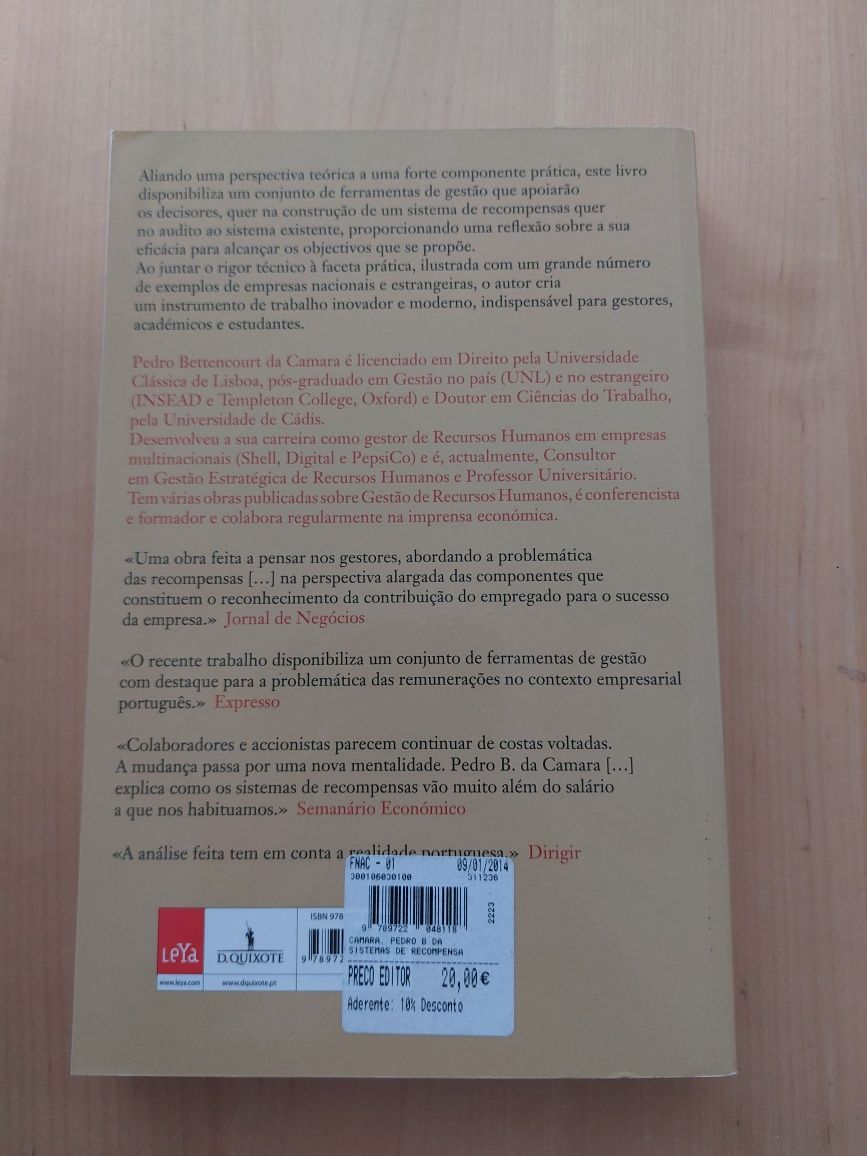 Aliando uma perspectiva teórica a uma forte componente prática, este livro
disponibiliza um conjunto de ferramentas de gestão que apoiarão
os decisores, quer na construção de um sistema de recompensas quer
no audito ao sistema existente, proporcionando uma reflexão sobre a sua
eficácia para alcançar os objectivos que se propõe.
Ao juntar o rigor técnico à faceta prática, ilustrada com um grande número
de exemplos de empresas nacionais e estrangeiras, o autor cria
um instrumento de trabalho inovador e moderno, indispensável para gestores,
académicos e estudantes.
Pedro Bettencourt da Camara é licenciado em Direito pela Universidade
Clássica de Lisboa, pós-graduado em Gestão no país (UNL) e no estrangeiro
(INSEAD e Templeton College, Oxford) e Doutor em Ciências do Trabalho,
pela Universidade de Cádis.
Desenvolveu a sua carreira como gestor de Recursos Humanos em empresas
multinacionais (Shell, Digital e PepsiCo) e é, actualmente, Consultor
em Gestão Estratégica de Recursos Humanos e Professor Universitário.
Tem várias obras publicadas sobre Gestão de Recursos Humanos, é conferencista
e formador e colabora regularmente na imprensa económica.
«Uma obra feita a pensar nos gestores, abordando a problemática
das recompensas [...] na perspectiva alargada das componentes que
constituem o reconhecimento da contribuição do empregado para o sucesso
da empresa.» Jornal de Negócios
«O recente trabalho disponibiliza um conjunto de ferramentas de gestão
com destaque para a problemática das remunerações no contexto empresarial
português.» Expresso
«Colaboradores e accionistas parecem continuar de costas voltadas.
A mudança passa por uma nova mentalidade. Pedro B. da Camara [...]
explica como os sistemas de recompensas vão muito além do salário
a que nos habituamos.» Semanário Económico
«A análise feita tem em conta a realidade portuguesa.» Dirigir
FNAC - 01 09/01/2014
300106030100 311236
2223
9 789722 048118
CAMARA, PEDRO B DA
SISTEMAS DE RECOMPENSA
PRECO EDITOR 20,00€
Aderente: 10% Desconto
ISBN 978
9 78972
LEYA
D.QUIXOTE
www.leya.com
www.dquixote.pt